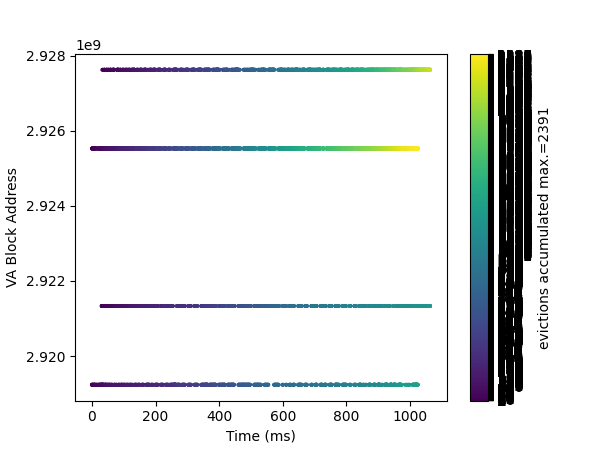 1e9
2.928
2.926
2.924
2.922
2.920
VA Block Address
0 200 400 600 800 1000
Time (ms)
evictions accumulated max.=2391